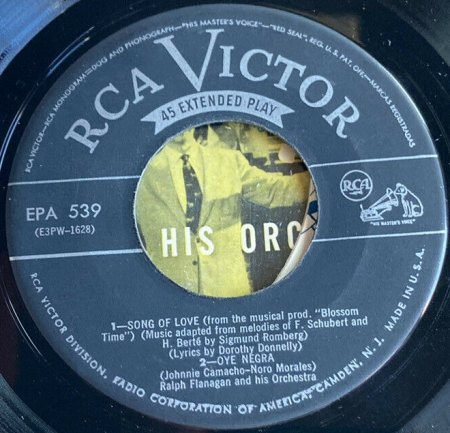 RCA VICTOR—RCA MONOGRAM—DOG AND PHONOGRAPH—"HIS MASTER'S VOICE"—"RED SEAL", REG. U. S. PAT. OFF.—MARCAS REGISTRADAS
RCA VICTOR
45 EXTENDED PLAY
EPA 539
(E3PW-1628)
RCA
"HIS MASTER'S VOICE"
HIS ORC
1—SONG OF LOVE (from the musical prod. "Blossom
Time") (Music adapted from melodies of F. Schubert and
H. Berté by Sigmund Romberg)
(Lyrics by Dorothy Donnelly)
2—OYE NEGRA
(Johnnie Camacho-Noro Morales)
Ralph Flanagan and his Orchestra
RCA VICTOR DIVISION, RADIO CORPORATION OF AMERICA, CAMDEN, N. J. MADE IN U.S.A.